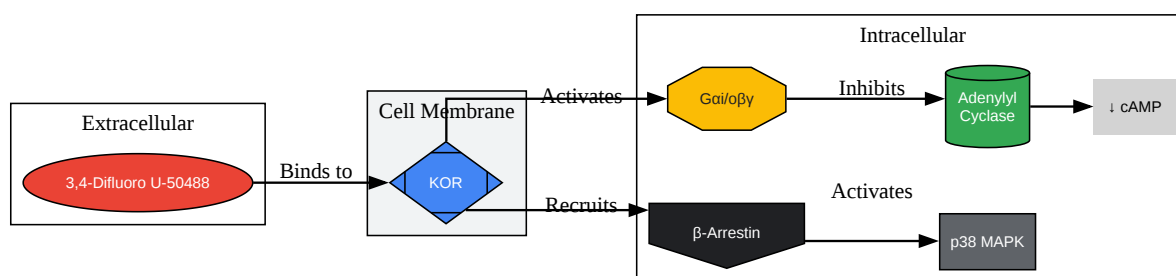 Extracellular
3,4-Difluoro U-50488
Binds to
Cell Membrane
KOR
Activates
Recruits
Intracellular
Gαi/oβγ
Inhibits
Adenylyl
Cyclase
↓ cAMP
β-Arrestin
Activates
p38 MAPK